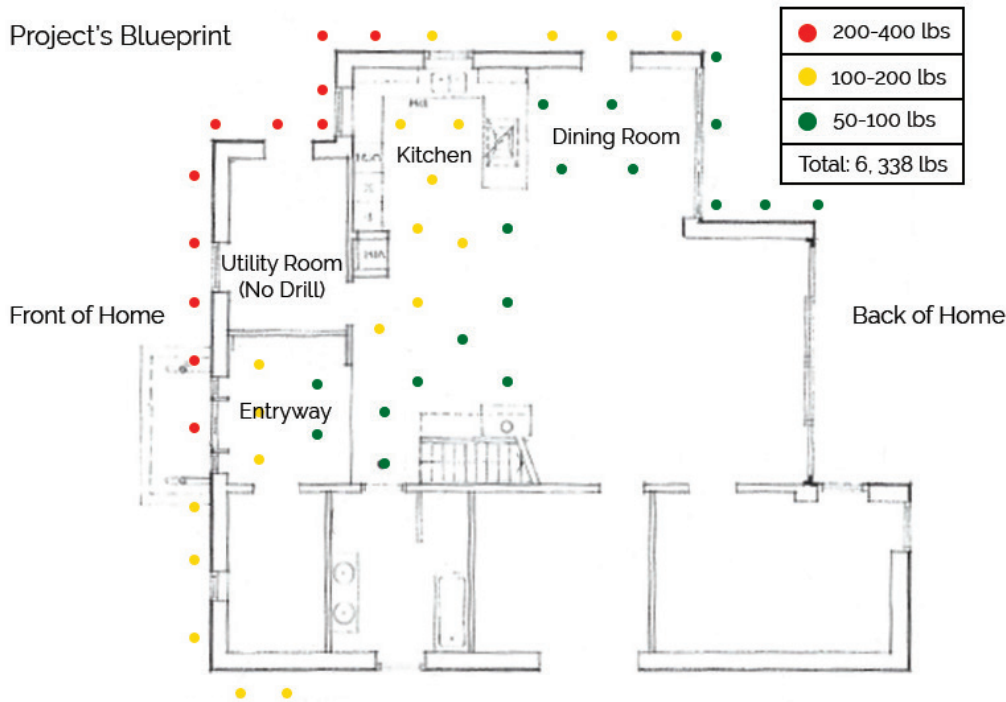 Project's Blueprint
200-400 lbs
100-200 lbs
50-100 lbs
Total: 6, 338 lbs
Dining Room
Kitchen
Utility Room
(No Drill)
Front of Home
Back of Home
Entryway